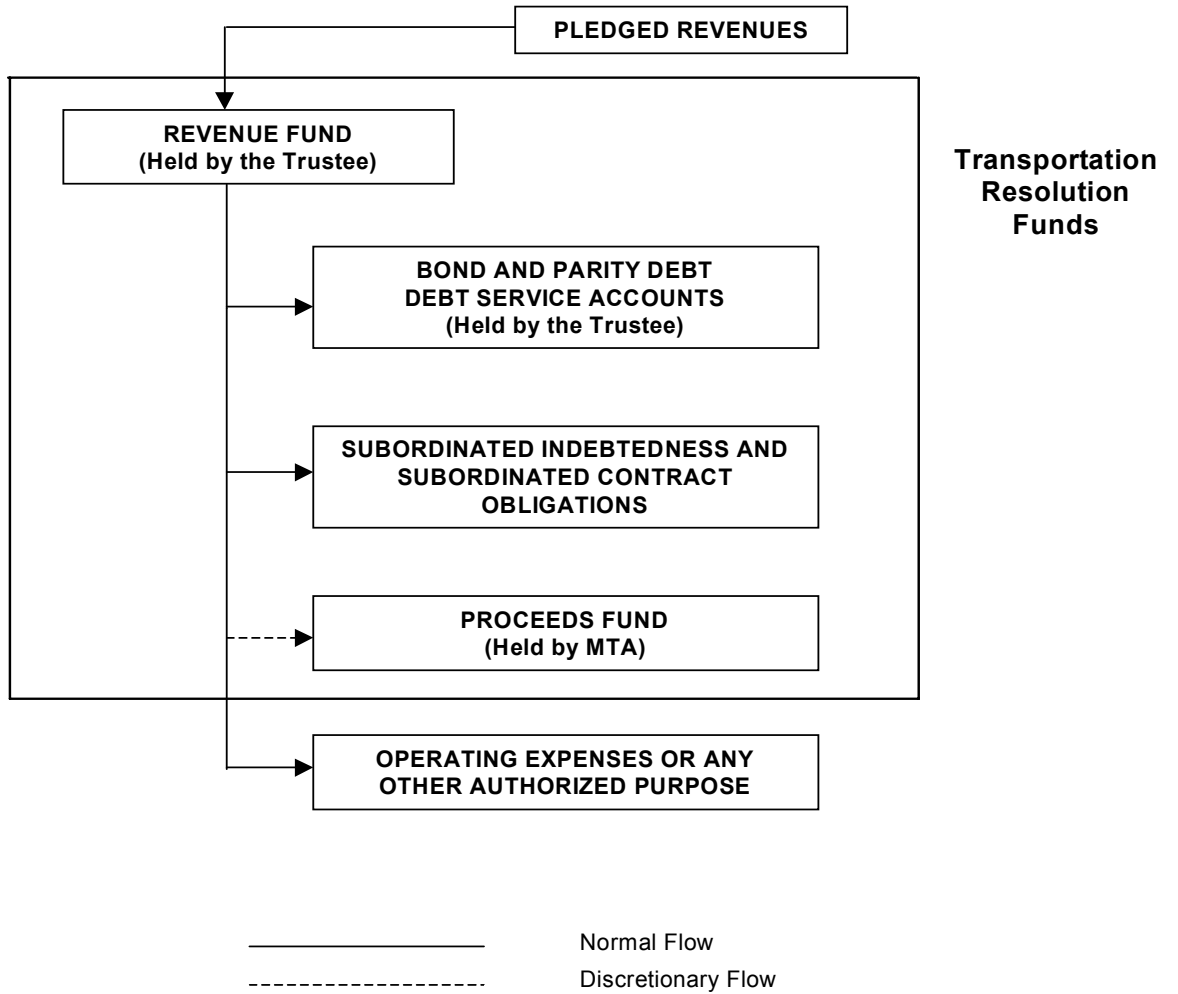 PLEDGED REVENUES
REVENUE FUND
(Held by the Trustee)
Transportation
Resolution
Funds
BOND AND PARITY DEBT
DEBT SERVICE ACCOUNTS
(Held by the Trustee)
SUBORDINATED INDEBTEDNESS AND
SUBORDINATED CONTRACT
OBLIGATIONS
PROCEEDS FUND
(Held by MTA)
OPERATING EXPENSES OR ANY
OTHER AUTHORIZED PURPOSE
Normal Flow
Discretionary Flow